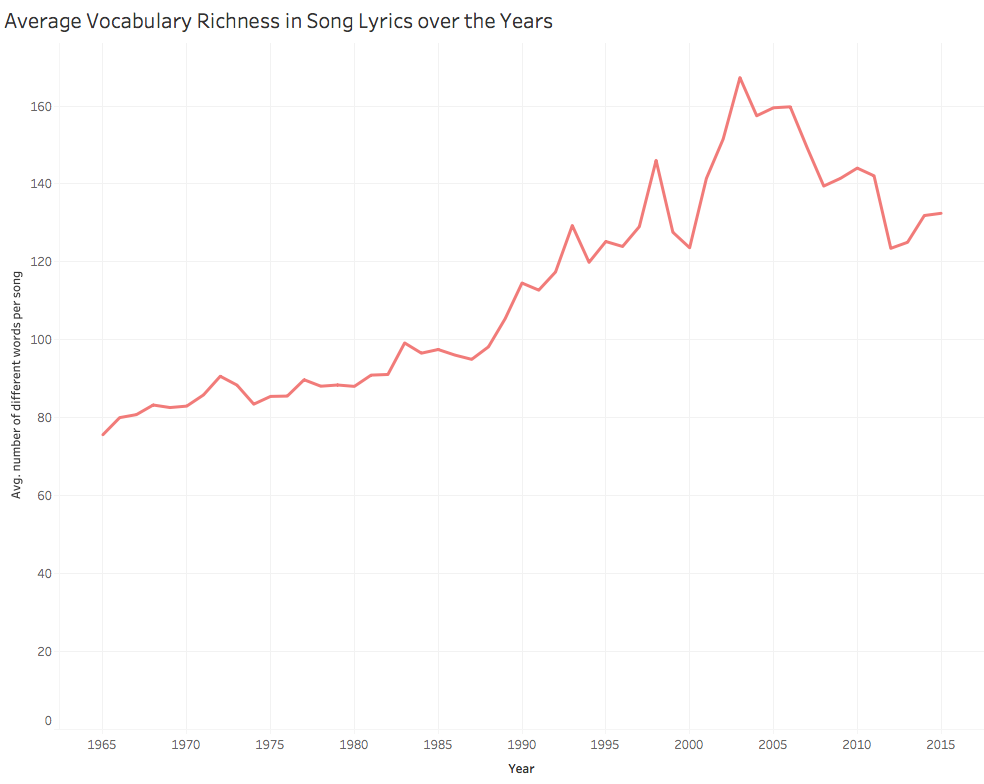 Average Vocabulary Richness in Song Lyrics over the Years
Avg. number of different words per song
160
140
120
100
80
60
40
20
0
1965 1970 1975 1980 1985 1990 1995 2000 2005 2010 2015
Year